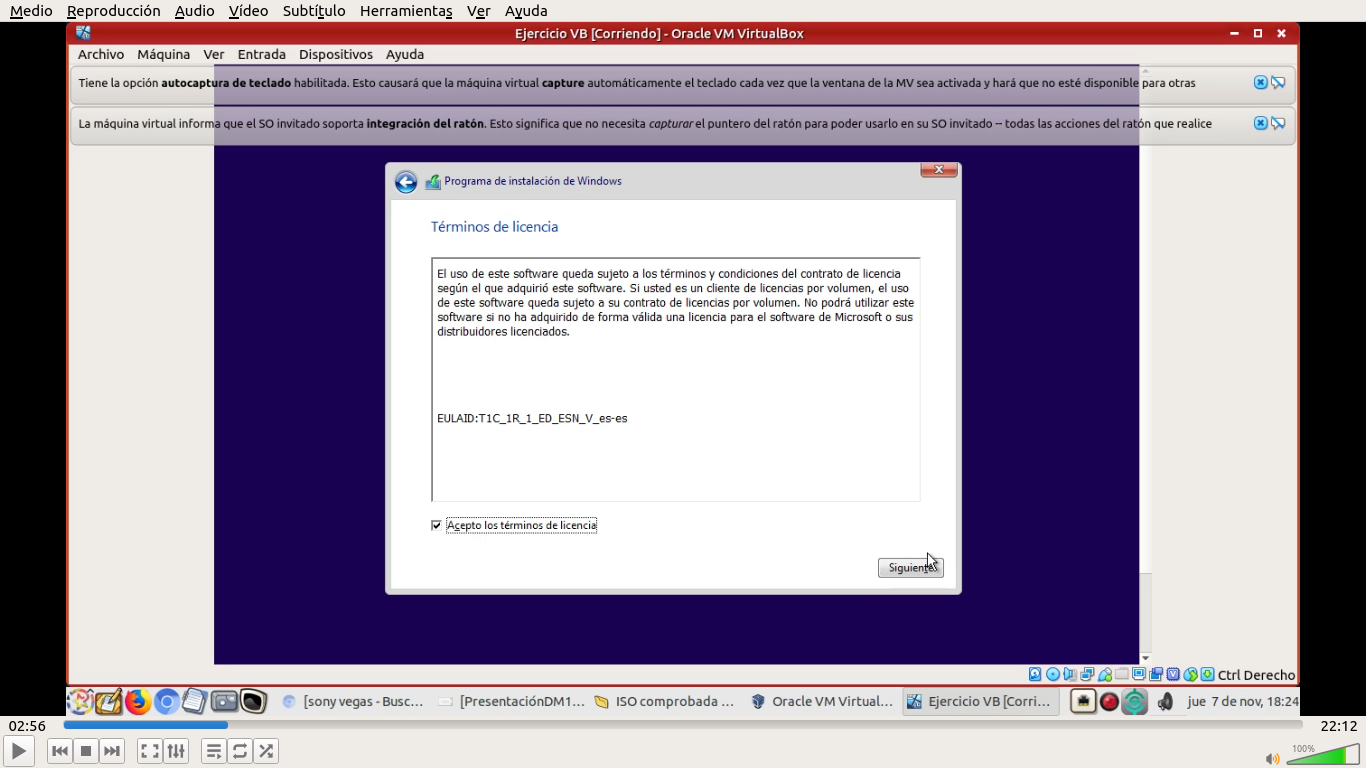 Medio Reproducción Audio Vídeo Subtítulo Herramientas Ver Ayuda
Ejercicio VB [Corriendo] - Oracle VM VirtualBox
Archivo Máquina Ver Entrada Dispositivos Ayuda
Tiene la opción autocaptura de teclado habilitada. Esto causará que la máquina virtual capture automáticamente el teclado cada vez que la ventana de la MV sea activada y hará que no esté disponible para otras
La máquina virtual informa que el SO invitado soporta integración del ratón. Esto significa que no necesita capturar el puntero del ratón para poder usarlo en su SO invitado -- todas las acciones del ratón que realice
Programa de instalación de Windows
Términos de licencia
El uso de este software queda sujeto a los términos y condiciones del contrato de licencia
según el que adquirió este software. Si usted es un cliente de licencias por volumen, el uso
de este software queda sujeto a su contrato de licencias por volumen. No podrá utilizar este
software si no ha adquirido de forma válida una licencia para el software de Microsoft o sus
distribuidores licenciados.
EULAID:T1C_1R_1_ED_ESN_V_es-es
Acepto los términos de licencia
Siguiente
Ctrl Derecho
[sony vegas - Busc... [PresentaciónDM1... ISO comprobada ... Oracle VM Virtual... Ejercicio VB [Corri... jue 7 de nov, 18:24
02:56 22:12
100%